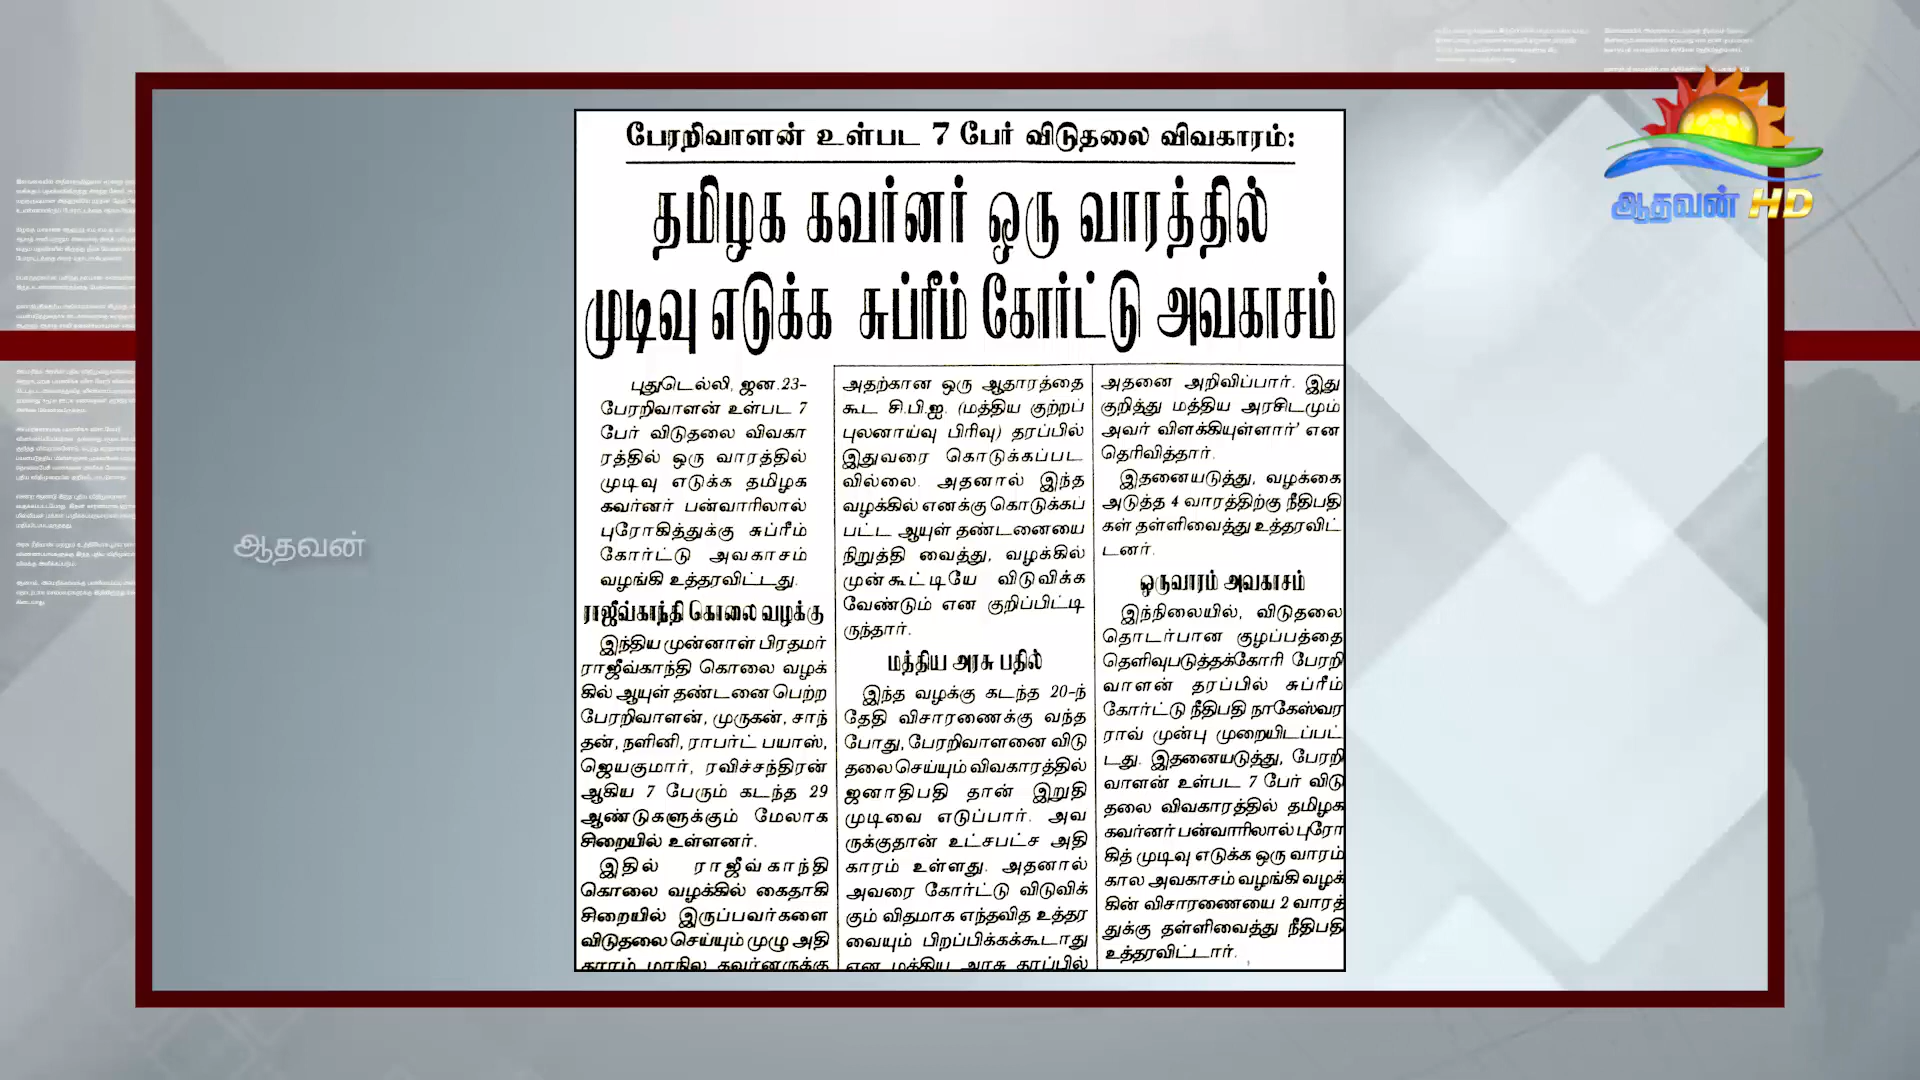 பேரறிவாளன் உள்பட 7 பேர் விடுதலை விவகாரம்:
தமிழக கவர்னர் ஒரு வாரத்தில்
முடிவு எடுக்க சுப்ரீம் கோர்ட்டு அவகாசம்
புதுடெல்லி, ஜன.23-
பேரறிவாளன் உள்பட 7
பேர் விடுதலை விவகா
ரத்தில் ஒரு வாரத்தில்
முடிவு எடுக்க தமிழக
கவர்னர் பன்வாரிலால்
புரோகித்துக்கு சுப்ரீம்
கோர்ட்டு அவகாசம்
வழங்கி உத்தரவிட்டது.
ராஜீவ்காந்தி கொலை வழக்கு
இந்திய முன்னாள் பிரதமர்
ராஜீவ்காந்தி கொலை வழக்
கில் ஆயுள் தண்டனை பெற்ற
பேரறிவாளன், முருகன், சாந்
தன், நளினி, ராபர்ட் பயாஸ்,
ஜெயகுமார், ரவிச்சந்திரன்
ஆகிய 7 பேரும் கடந்த 29
ஆண்டுகளுக்கும் மேலாக
சிறையில் உள்ளனர்.
இதில் ராஜீவ்காந்தி
கொலை வழக்கில் கைதாகி
சிறையில் இருப்பவர்களை
விடுதலை செய்யும் முழு அதி
காரம் மாநில கவர்னருக்கு
அதற்கான ஒரு ஆதாரத்தை
கூட சி.பி.ஐ. (மத்திய குற்றப்
புலனாய்வு பிரிவு) தரப்பில்
இதுவரை கொடுக்கப்பட
வில்லை. அதனால் இந்த
வழக்கில் எனக்கு கொடுக்கப்
பட்ட ஆயுள் தண்டனையை
நிறுத்தி வைத்து, வழக்கில்
முன்கூட்டியே விடுவிக்க
வேண்டும் என குறிப்பிட்டி
ருந்தார்.
மத்திய அரசு பதில்
இந்த வழக்கு கடந்த 20-ந்
தேதி விசாரணைக்கு வந்த
போது, பேரறிவாளனை விடு
தலை செய்யும் விவகாரத்தில்
ஜனாதிபதி தான் இறுதி
முடிவை எடுப்பார். அவ
ருக்குதான் உட்சபட்ச அதி
காரம் உள்ளது. அதனால்
அவரை கோர்ட்டு விடுவிக்
கும் விதமாக எந்தவித உத்தர
வையும் பிறப்பிக்கக்கூடாது
என மத்திய அரசு தரப்பில்
அதனை அறிவிப்பார். இது
குறித்து மத்திய அரசிடமும்
அவர் விளக்கியுள்ளார்' என
தெரிவித்தார்.
இதனையடுத்து, வழக்கை
அடுத்த 4 வாரத்திற்கு நீதிபதி
கள் தள்ளிவைத்து உத்தரவிட்
டனர்.
ஒருவாரம் அவகாசம்
இந்நிலையில், விடுதலை
தொடர்பான குழப்பத்தை
தெளிவுபடுத்தக்கோரி பேரறி
வாளன் தரப்பில் சுப்ரீம்
கோர்ட்டு நீதிபதி நாகேஸ்வர
ராவ் முன்பு முறையிடப்பட்
டது. இதனையடுத்து, பேரறி
வாளன் உள்பட 7 பேர் விடு
தலை விவகாரத்தில் தமிழக
கவர்னர் பன்வாரிலால் புரோ
கித் முடிவு எடுக்க ஒரு வாரம்
கால அவகாசம் வழங்கி வழக்
கின் விசாரணையை 2 வாரத்
துக்கு தள்ளிவைத்து நீதிபதி
உத்தரவிட்டார்.
ஆதவன் HD
ஆதவன்